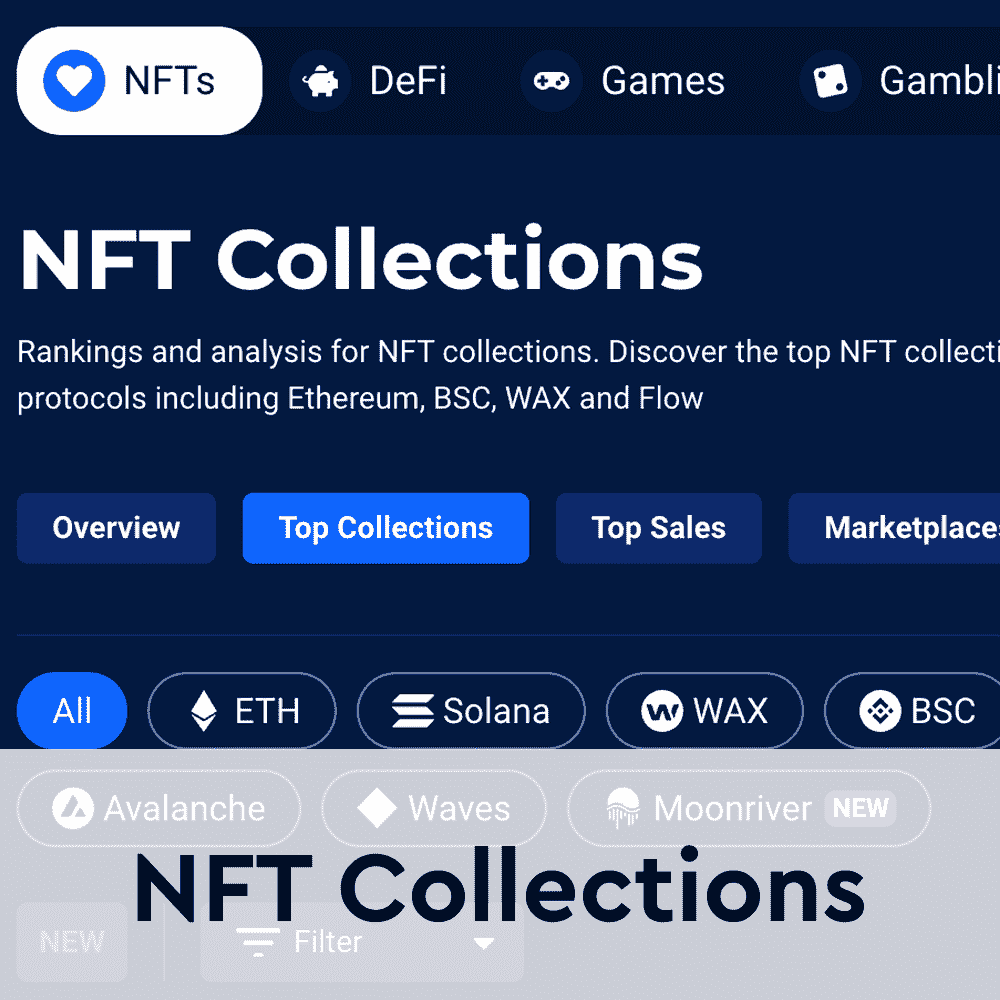 NFTs DeFi Games Gambli
NFT Collections
Rankings and analysis for NFT collections. Discover the top NFT collecti
protocols including Ethereum, BSC, WAX and Flow
Overview Top Collections Top Sales Marketplaces
All ETH Solana WAX BSC
Avalanche Waves Moonriver NEW
NFT Collections
NEW Filter